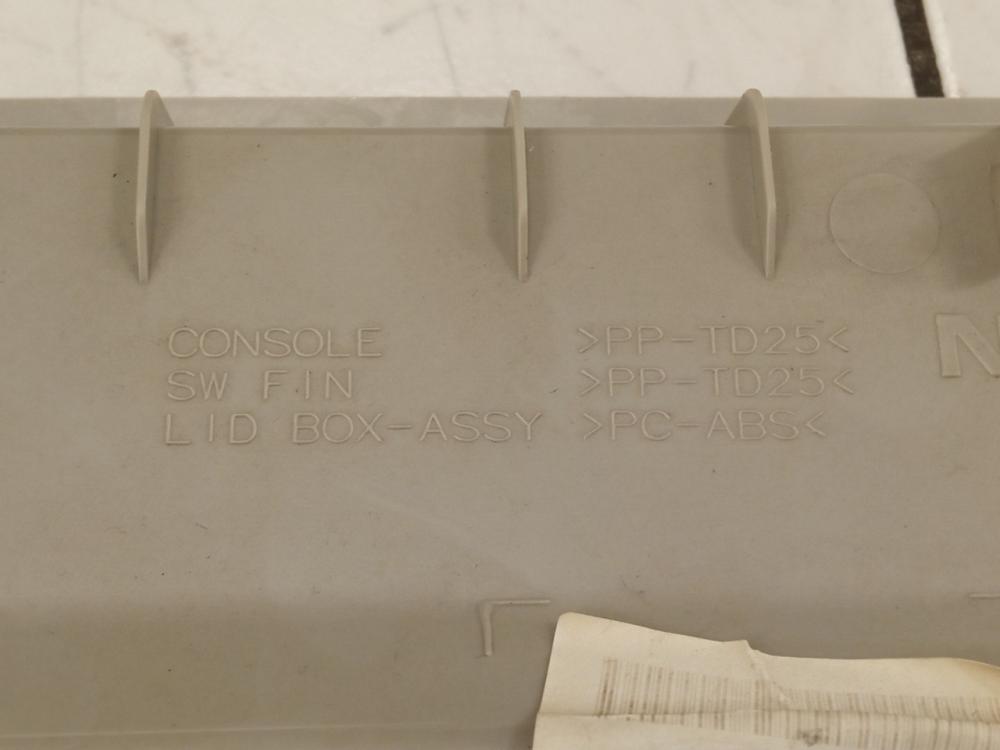 CONSOLE >PP-TD25<
SW FIN >PP-TD25<
LID BOX-ASSY >PC-ABS<
N